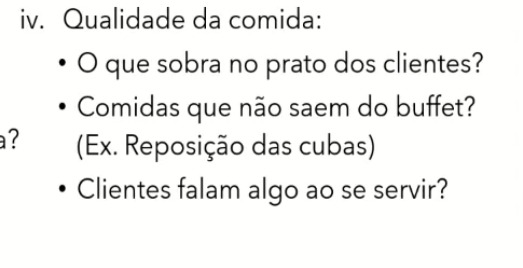 iv. Qualidade da comida:
• O que sobra no prato dos clientes?
• Comidas que não saem do buffet?
a?
(Ex. Reposição das cubas)
• Clientes falam algo ao se servir?